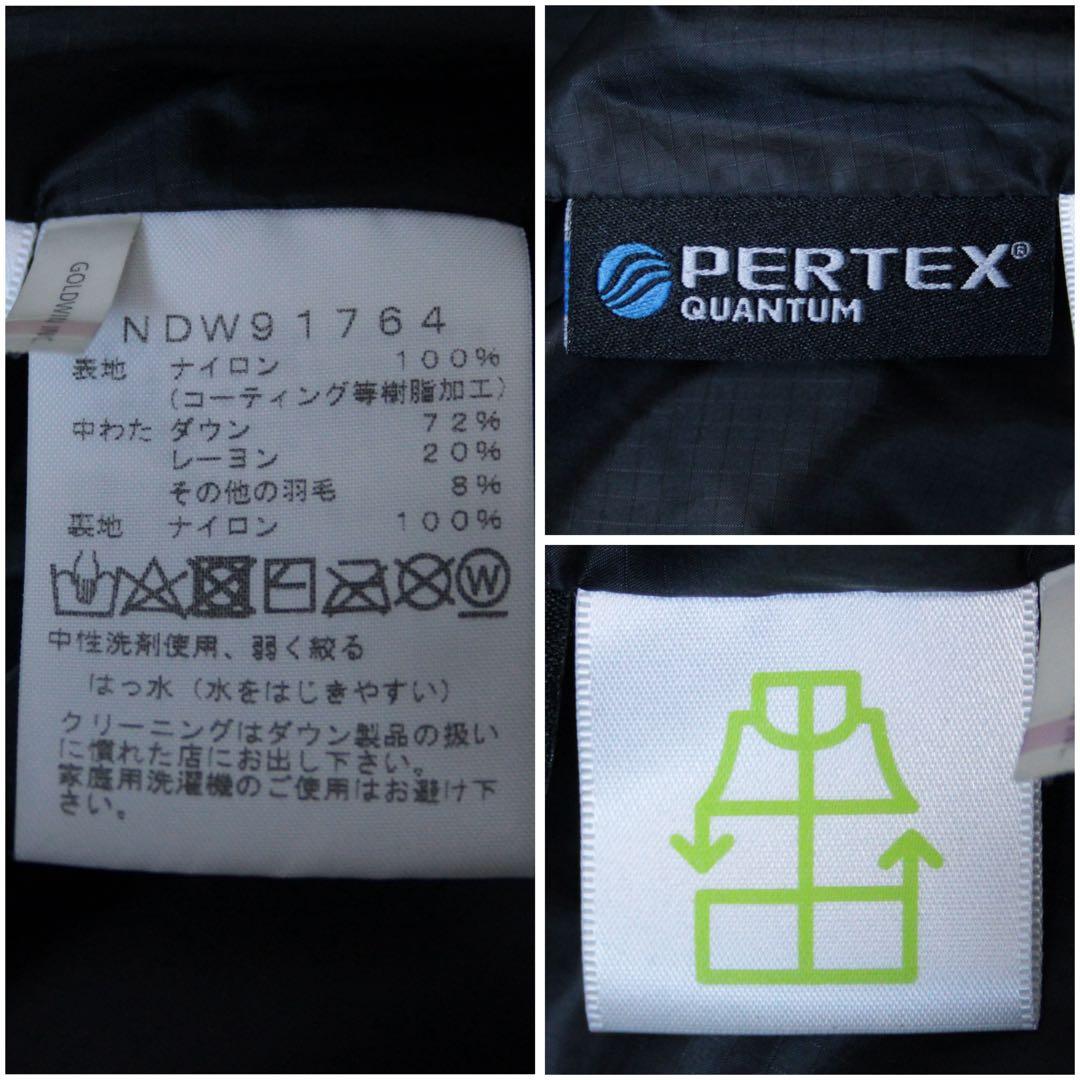 GOLDWIN INC
NDW91764
表地 ナイロン 100%
(コーティング等樹脂加工)
中わた ダウン 72%
レーヨン 20%
その他の羽毛 8%
裏地 ナイロン 100%
W
中性洗剤使用、弱く絞る
はっ水(水をはじきやすい)
クリーニングはダウン製品の扱い
に慣れた店にお出し下さい。
家庭用洗濯機のご使用はお避け下
さい。
PERTEX®
QUANTUM